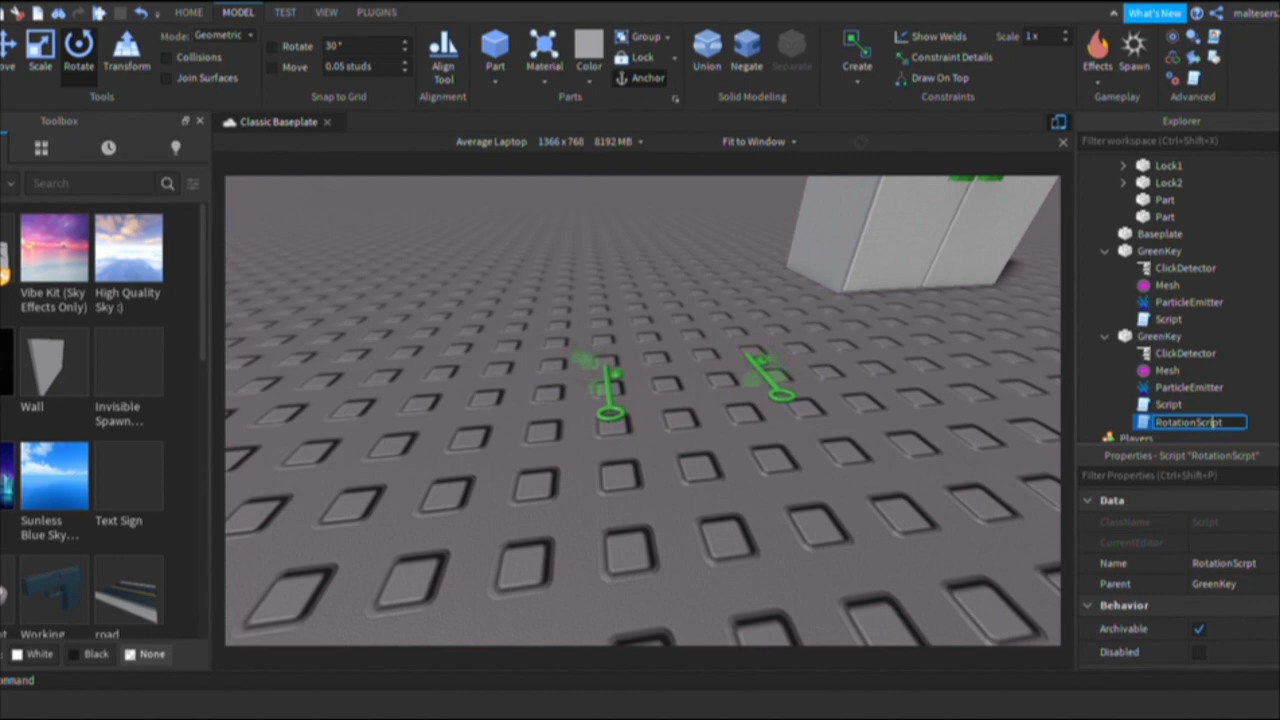 HOME MODEL TEST VIEW PLUGINS What's New maltesers
Mode: Geometric Rotate 30° Group Show Welds Scale 1x
Collisions Move 0.05 studs Lock Constraint Details
Scale Rotate Transform Join Surfaces Align Tool Part Material Color Anchor Union Negate Separate Create Draw On Top Effects Spawn
Tools Snap to Grid Alignment Parts Solid Modeling Constraints Gameplay Advanced
Toolbox
Classic Baseplate
Explorer
Average Laptop 1366 x 768 8192 MB Fit to Window
Filter workspace (Ctrl+Shift+X)
Search
Vibe Kit (Sky Effects Only)
High Quality Sky :)
Wall
Invisible Spawn...
Sunless Blue Sky...
Text Sign
Working
road
White Black None
ommand
Lock1
Lock2
Part
Part
Baseplate
GreenKey
ClickDetector
Mesh
ParticleEmitter
Script
GreenKey
ClickDetector
Mesh
ParticleEmitter
Script
RotationScript
Players
Properties - Script "RotationScrpt"
Filter Properties (Ctrl+Shift+P)
Data
ClassName Script
CurrentEditor
Name RotationScrpt
Parent GreenKey
Behavior
Archivable
Disabled